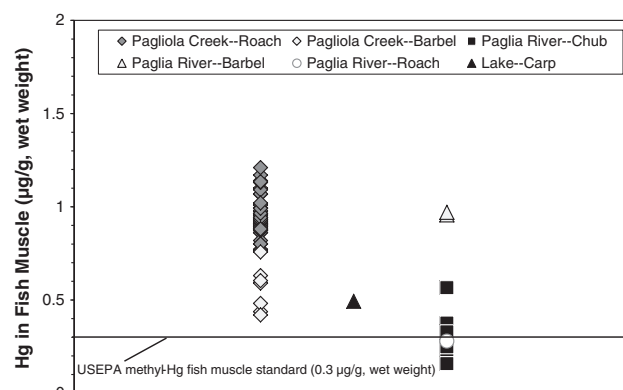 2
Pagliola Creek--Roach Pagliola Creek--Barbel Paglia River--Chub
Paglia River--Barbel Paglia River--Roach Lake--Carp
1.5
1
0.5
0
Hg in Fish Muscle (µg/g, wet weight)
USEPA methyl-Hg fish muscle standard (0.3 µg/g, wet weight)